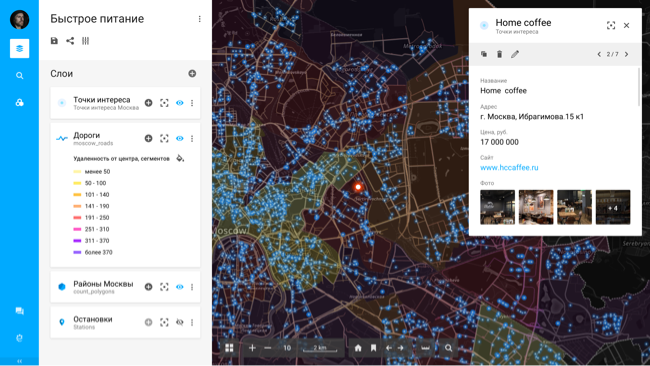 Быстрое питание
Слои
Точки интереса
Точки интереса Москва
Дороги
moscow_roads
Удаленность от центра, сегментов
менее 50
50 - 100
101 - 140
141 - 190
191 - 250
251 - 310
311 - 370
более 370
Районы Москвы
count_polygons
Остановки
Stations
Moscow
10
2 km
Home coffee
Точки интереса
2 / 7
Название
Home coffee
Адрес
г. Москва, Ибрагимова.15 к1
Цена, руб.
17 000 000
Сайт
www.hccaffee.ru
Фото
+ 4